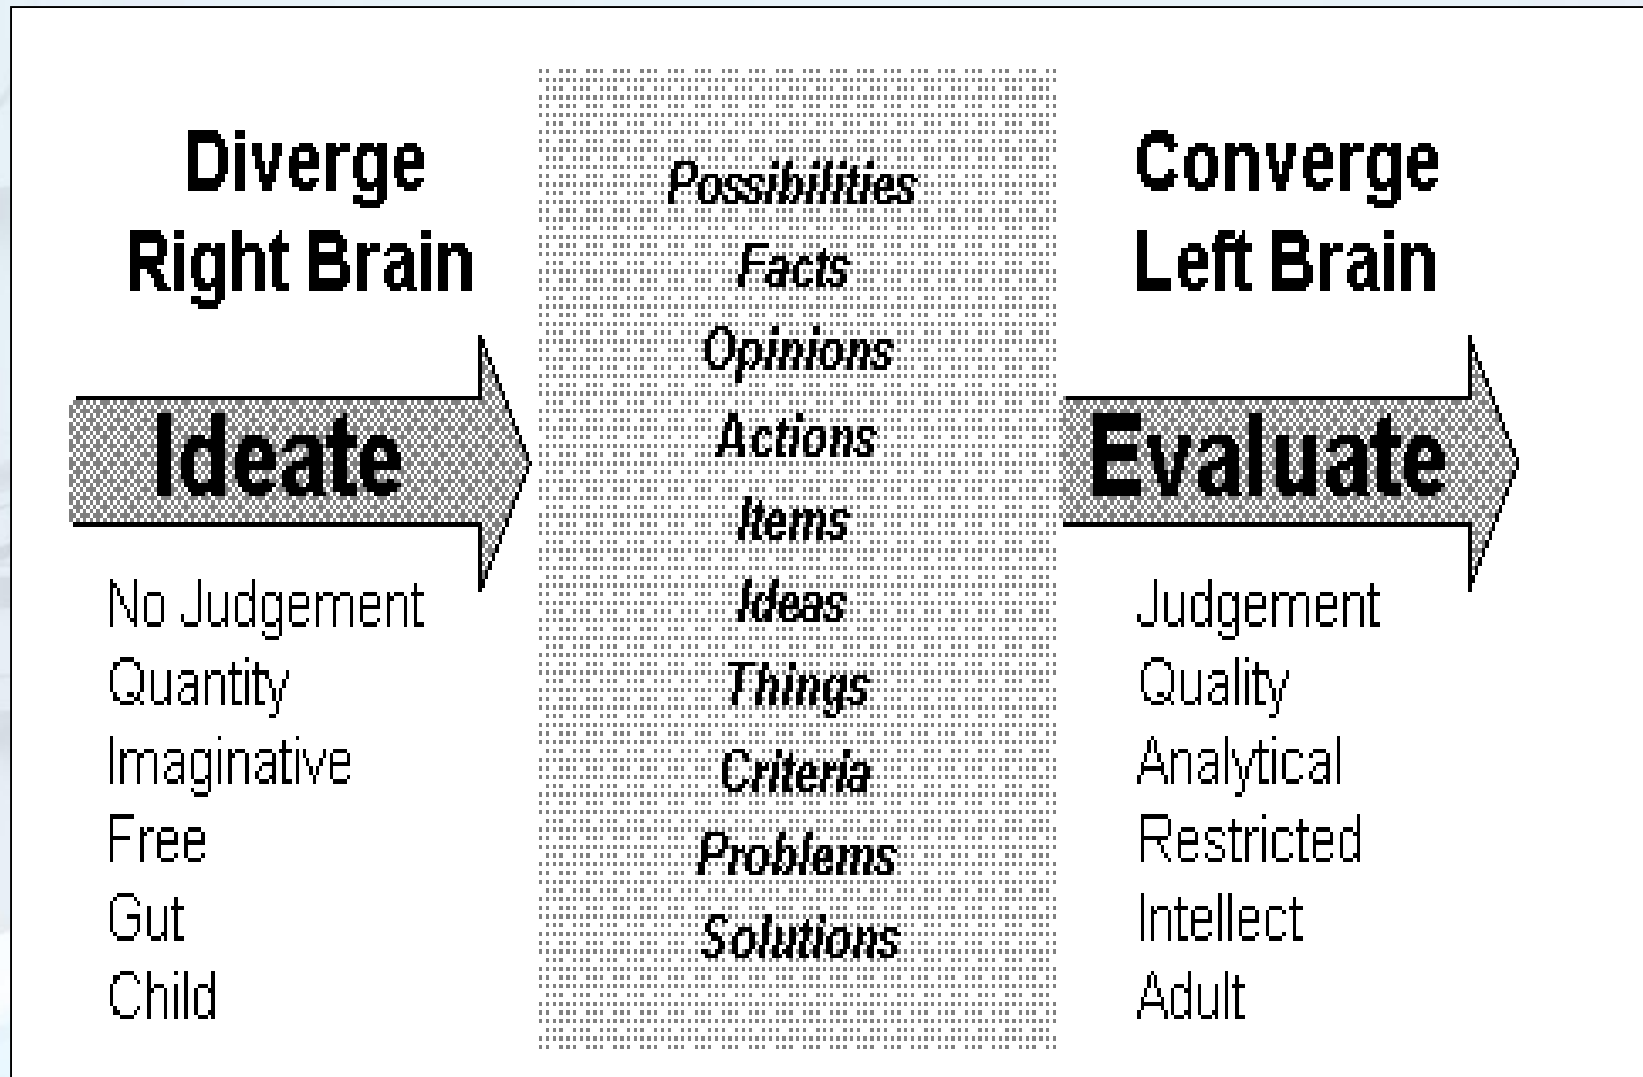 Diverge
Right Brain
Ideate
No Judgement
Quantity
Imaginative
Free
Gut
Child
Possibilities
Facts
Opinions
Actions
Items
Ideas
Things
Criteria
Problems
Solutions
Converge
Left Brain
Evaluate
Judgement
Quality
Analytical
Restricted
Intellect
Adult